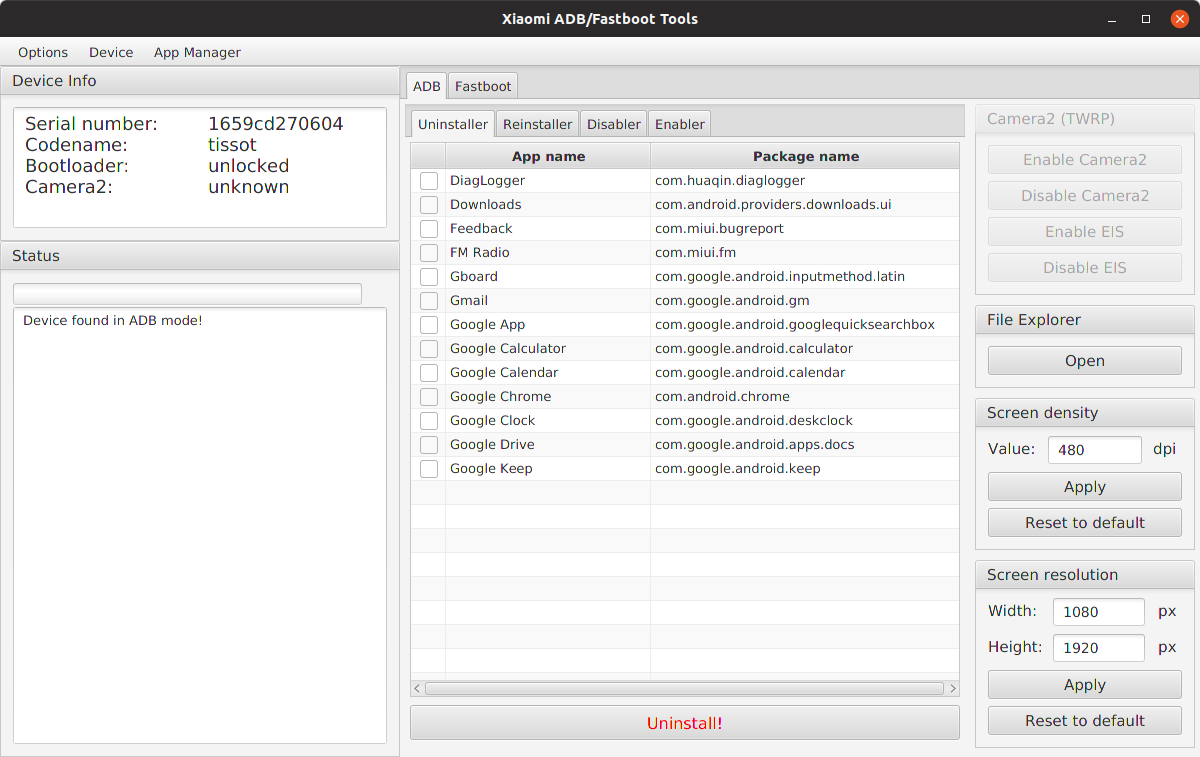 Xiaomi ADB/Fastboot Tools
Options Device App Manager
Device Info
Serial number: 1659cd270604
Codename: tissot
Bootloader: unlocked
Camera2: unknown
Status
Device found in ADB mode!
ADB Fastboot
Uninstaller Reinstaller Disabler Enabler
App name Package name
DiagLogger com.huaqin.diaglogger
Downloads com.android.providers.downloads.ui
Feedback com.miui.bugreport
FM Radio com.miui.fm
Gboard com.google.android.inputmethod.latin
Gmail com.google.android.gm
Google App com.google.android.googlequicksearchbox
Google Calculator com.google.android.calculator
Google Calendar com.google.android.calendar
Google Chrome com.android.chrome
Google Clock com.google.android.deskclock
Google Drive com.google.android.apps.docs
Google Keep com.google.android.keep
Uninstall!
Camera2 (TWRP)
Enable Camera2
Disable Camera2
Enable EIS
Disable EIS
File Explorer
Open
Screen density
Value: 480 dpi
Apply
Reset to default
Screen resolution
Width: 1080 px
Height: 1920 px
Apply
Reset to default